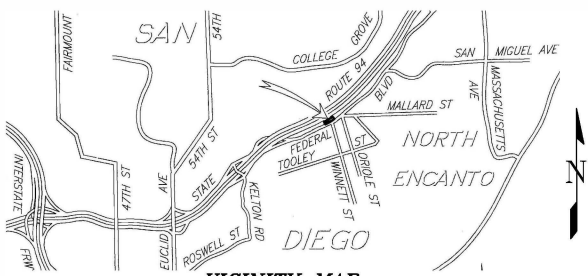 SAN
54TH
GROVE
COLLEGE
FAIRMOUNT
ROUTE 94
SAN MIGUEL AVE
BLVD
MASSACHUSETTS AVE
MALLARD ST
NORTH
ENCANTO
FEDERAL
TOOLEY ST
ORIOLE ST
WINNETT ST
54TH ST
STATE
47TH ST
EUCLID AVE
KELTON RD
ROSWELL ST
INTERSTATE
FRWY
DIEGO
N